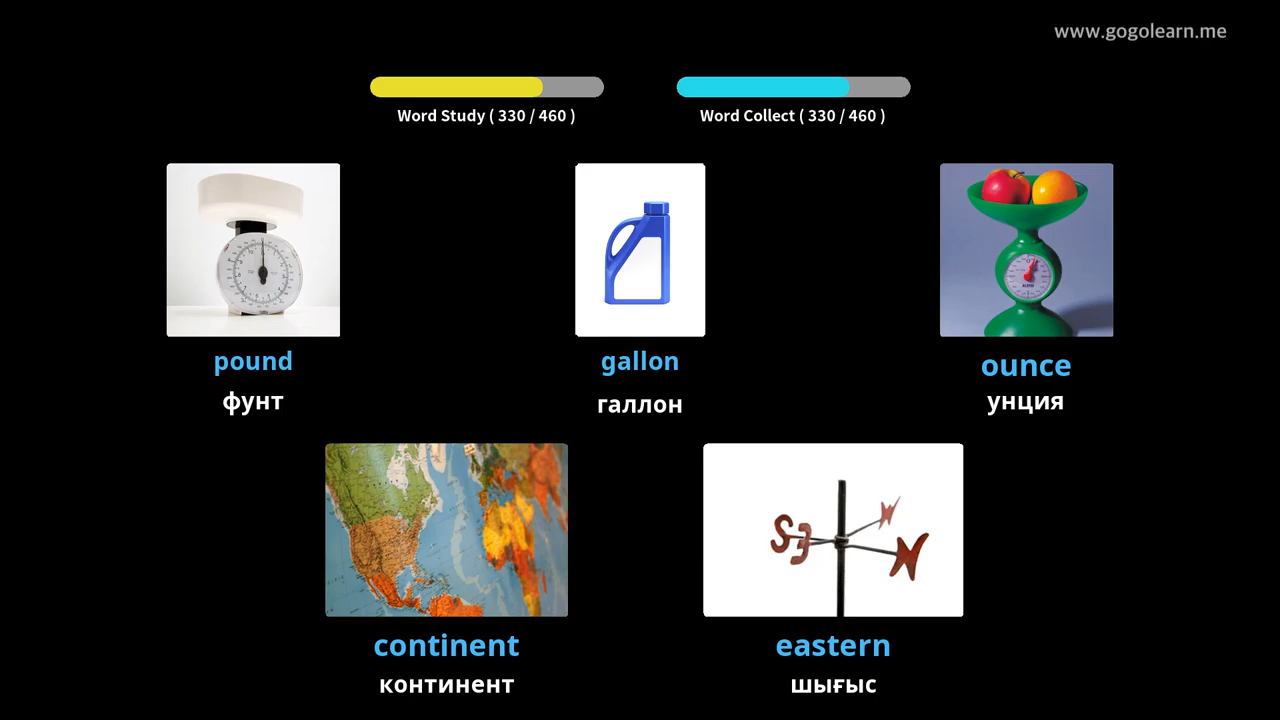 www.gogolearn.me
Word Study ( 330 / 460 )
Word Collect ( 330 / 460 )
pound
фунт
gallon
галлон
ounce
унция
continent
континент
eastern
шығыс